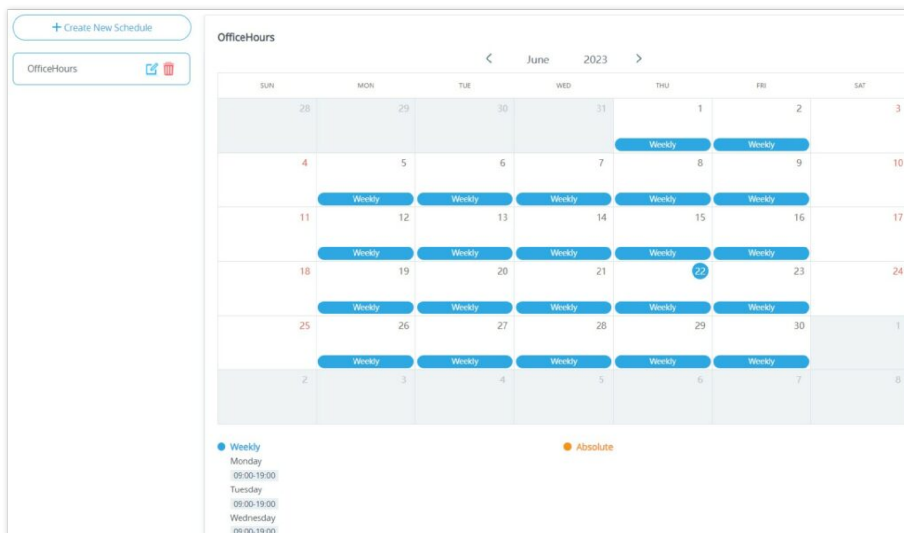 + Create New Schedule
OfficeHours
OfficeHours
June 2023
SUN MON TUE WED THU FRI SAT
28 29 30 31 1 2 3
Weekly Weekly
4 5 6 7 8 9 10
Weekly Weekly Weekly Weekly Weekly
11 12 13 14 15 16 17
Weekly Weekly Weekly Weekly Weekly
18 19 20 21 22 23 24
Weekly Weekly Weekly Weekly Weekly
25 26 27 28 29 30 1
Weekly Weekly Weekly Weekly Weekly
2 3 4 5 6 7 8
Weekly Absolute
Monday
09:00-19:00
Tuesday
09:00-19:00
Wednesday
09:00-19:00